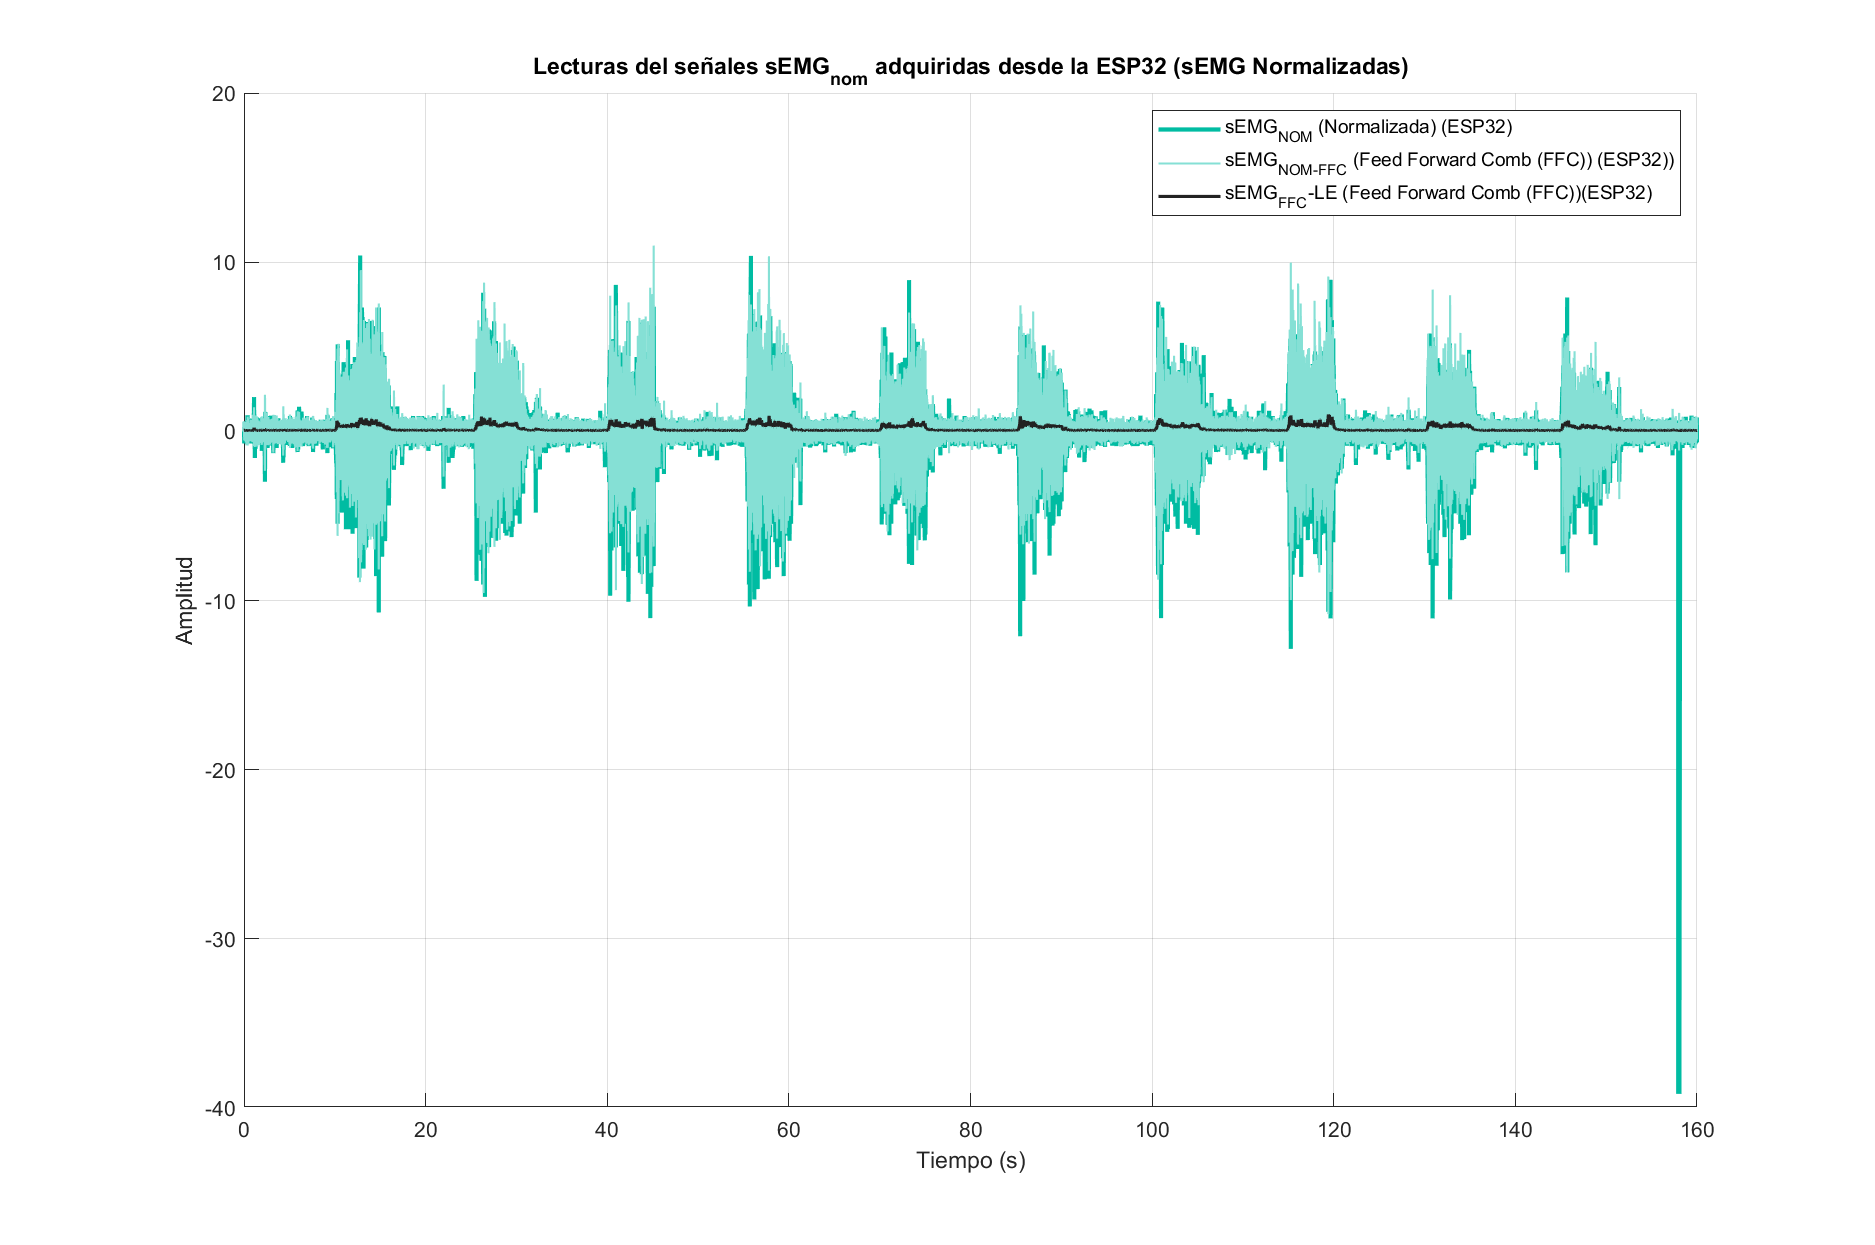 Lecturas del señales sEMGnom adquiridas desde la ESP32 (sEMG Normalizadas)
sEMGNOM (Normalizada) (ESP32)
sEMGNOM-FFC (Feed Forward Comb (FFC)) (ESP32))
sEMGFFC-LE (Feed Forward Comb (FFC))(ESP32)
20
10
0
-10
-20
-30
-40
Amplitud
0 20 40 60 80 100 120 140 160
Tiempo (s)